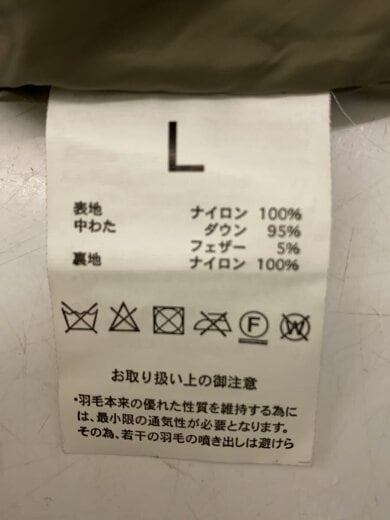 L
表地 ナイロン 100%
中わた ダウン 95%
フェザー 5%
裏地 ナイロン 100%
F W
お取り扱い上の御注意
・羽毛本来の優れた性質を維持する為に
は、最小限の通気性が必要となります。
その為、若干の羽毛の噴き出しは避けら